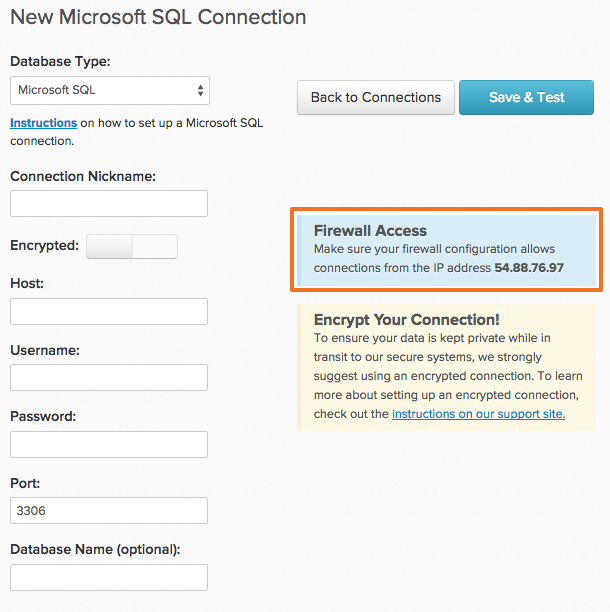 New Microsoft SQL Connection
Database Type:
Microsoft SQL
Instructions on how to set up a Microsoft SQL
connection.
Connection Nickname:
Encrypted:
Host:
Username:
Password:
Port:
3306
Database Name (optional):
Back to Connections
Save & Test
Firewall Access
Make sure your firewall configuration allows
connections from the IP address 54.88.76.97
Encrypt Your Connection!
To ensure your data is kept private while in
transit to our secure systems, we strongly
suggest using an encrypted connection. To learn
more about setting up an encrypted connection,
check out the instructions on our support site.